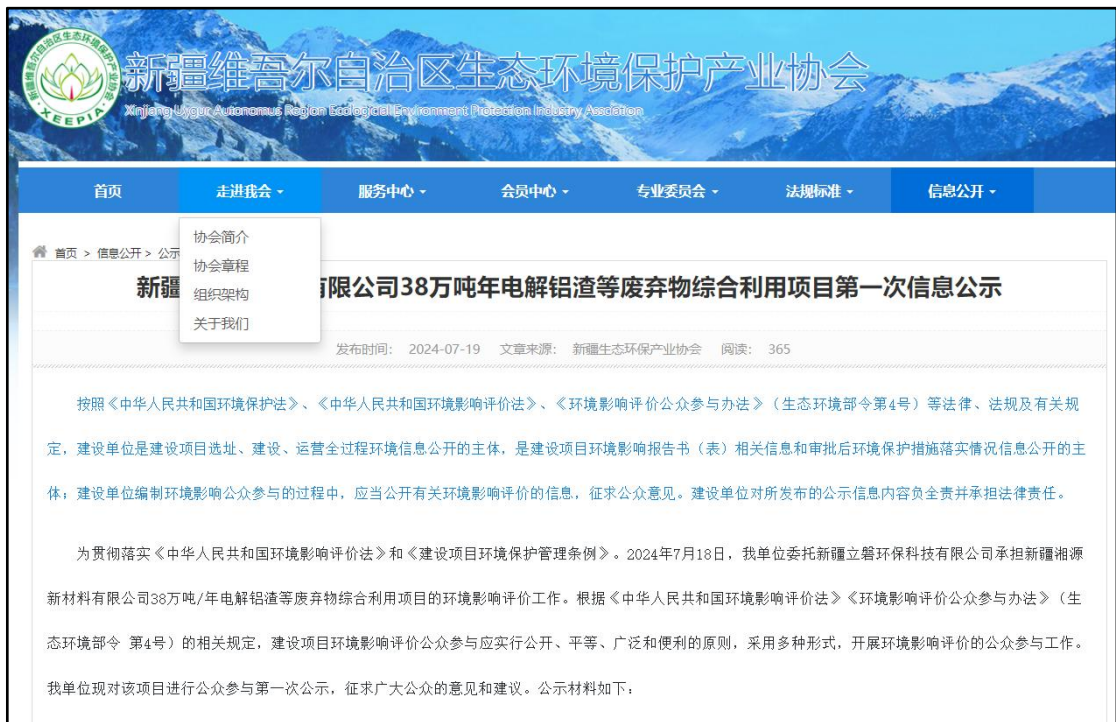 新疆维吾尔自治区生态环境保护产业协会
XEEPIA
Xinjiang Uygur Autonomus Region Ecological Environment Protection Industry Assciation
首页 走进我会 服务中心 会员中心 专业委员会 法规标准 信息公开
协会简介
协会章程
组织架构
关于我们
首页 > 信息公开 > 公示
新疆 有限公司38万吨年电解铝渣等废弃物综合利用项目第一次信息公示
发布时间: 2024-07-19 文章来源: 新疆生态环保产业协会 阅读: 365
按照《中华人民共和国环境保护法》、《中华人民共和国环境影响评价法》、《环境影响评价公众参与办法》（生态环境部令第4号）等法律、法规及有关规
定，建设单位是建设项目选址、建设、运营全过程环境信息公开的主体，是建设项目环境影响报告书（表）相关信息和审批后环境保护措施落实情况信息公开的主
体；建设单位编制环境影响公众参与的过程中，应当公开有关环境影响评价的信息，征求公众意见。建设单位对所发布的公示信息内容负全责并承担法律责任。
为贯彻落实《中华人民共和国环境影响评价法》和《建设项目环境保护管理条例》。2024年7月18日，我单位委托新疆立磐环保科技有限公司承担新疆湘源
新材料有限公司38万吨/年电解铝渣等废弃物综合利用项目的环境影响评价工作。根据《中华人民共和国环境影响评价法》《环境影响评价公众参与办法》（生
态环境部令 第4号）的相关规定，建设项目环境影响评价公众参与应实行公开、平等、广泛和便利的原则，采用多种形式，开展环境影响评价的公众参与工作。
我单位现对该项目进行公众参与第一次公示，征求广大公众的意见和建议。公示材料如下：